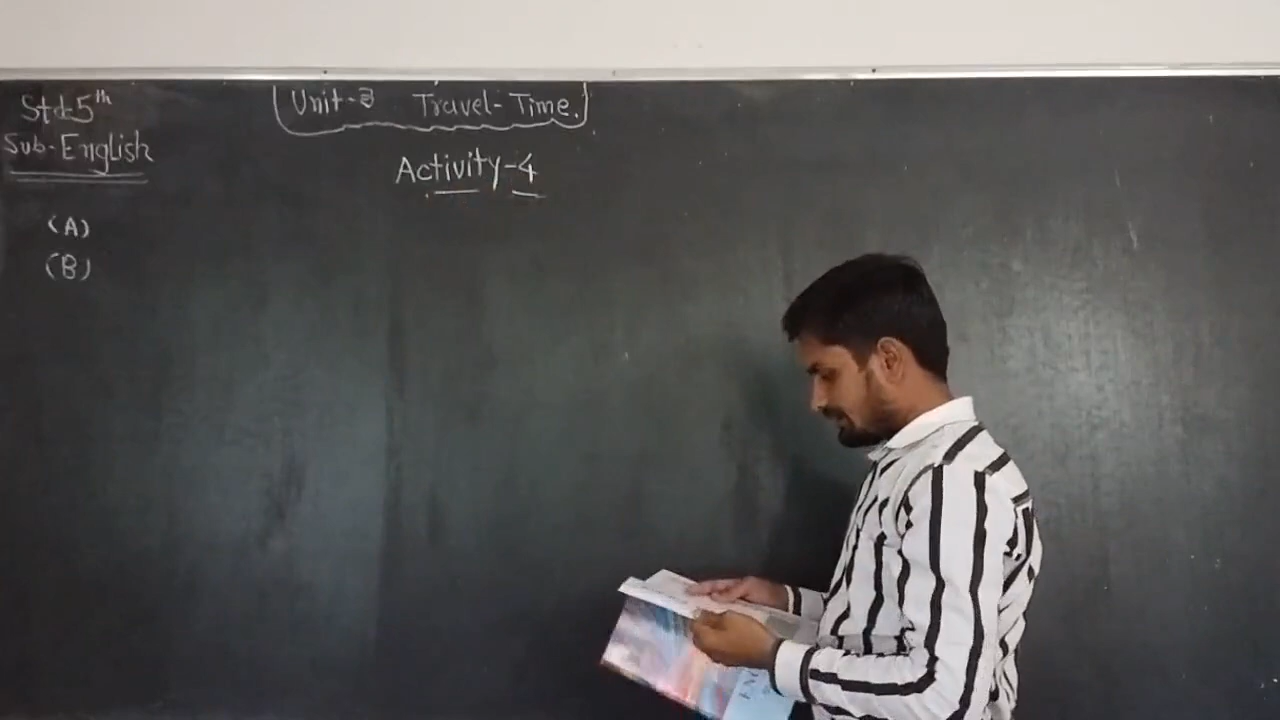 Std-5th
Sub-English
Unit-3 Travel-Time.
Activity-4
(A)
(B)